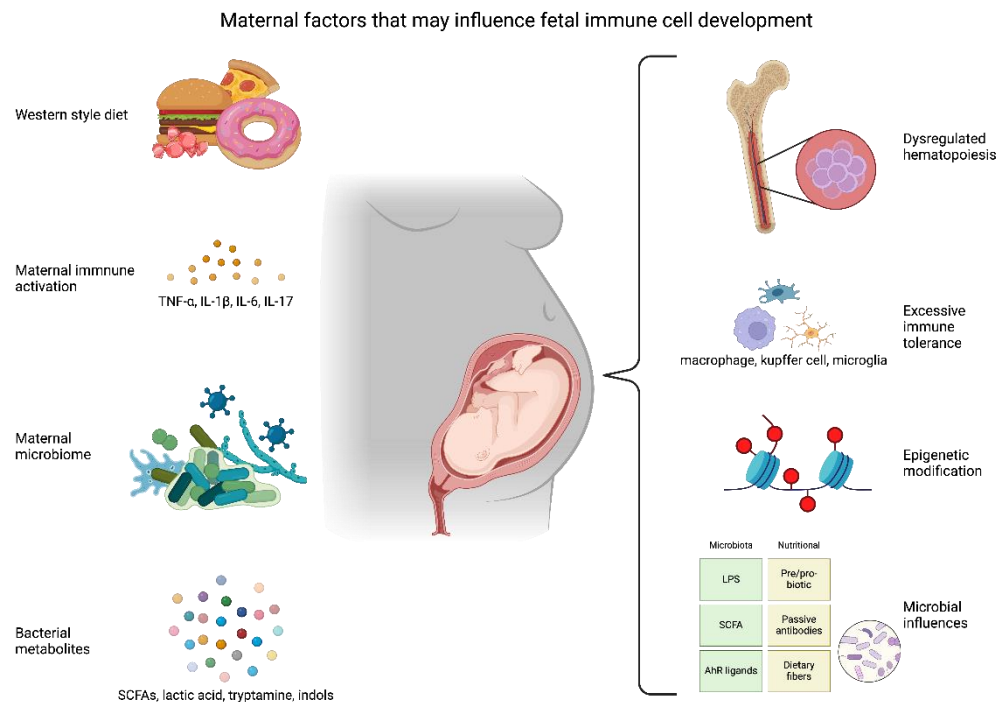 Maternal factors that may influence fetal immune cell development
Western style diet
Maternal immnune
activation
TNF-α, IL-1β, IL-6, IL-17
Maternal
microbiome
Bacterial
metabolites
SCFAs, lactic acid, tryptamine, indols
Dysregulated
hematopoiesis
Excessive
immune
tolerance
macrophage, kupffer cell, microglia
Epigenetic
modification
Microbiota
Nutritional
LPS
Pre/pro-
biotic
SCFA
Passive
antibodies
AhR ligands
Dietary
fibers
Microbial
influences